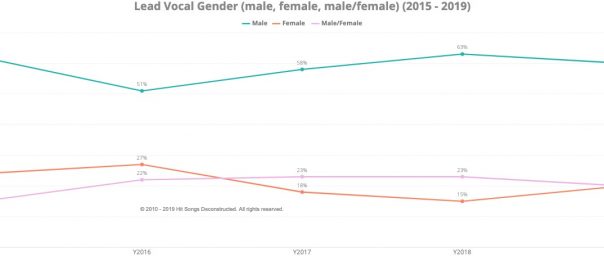 Lead Vocal Gender (male, female, male/female) (2015 - 2019)
Male Female Male/Female
63%
58%
51%
27%
22%
23%
18%
23%
15%
© 2010 - 2019 Hit Songs Deconstructed. All rights reserved.
Y2016 Y2017 Y2018